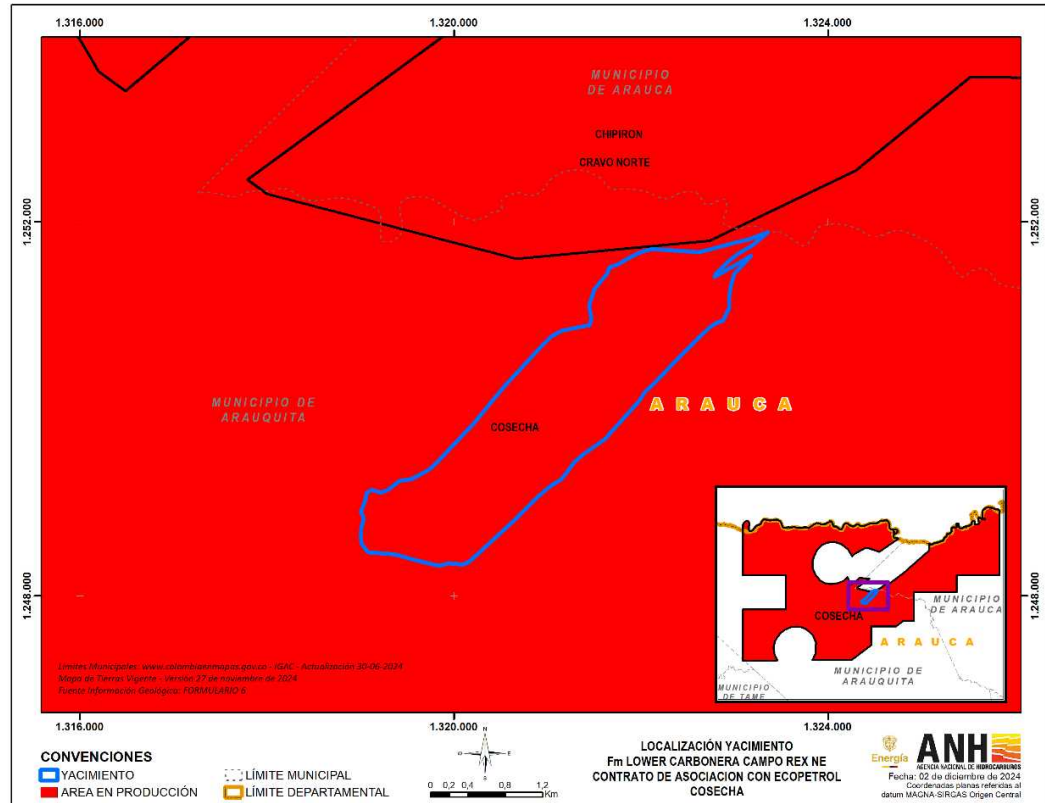 1.316.000
1.320.000
1.324.000
MUNICIPIO
DE ARAUCA
CHIPIRON
CRAVO NORTE
1.252.000
1.252.000
MUNICIPIO DE
ARAUQUITA
A R A U C A
COSECHA
1.248.000
1.248.000
COSECHA
MUNICIPIO
DE ARAUCA
A R A U C A
MUNICIPIO DE
ARAUQUITA
MUNICIPIO
DE TAME
Límites Municipales: www.colombiaenmapas.gov.co - IGAC - Actualización 30-06-2024
Mapa de Tierras Vigente - Versión 27 de noviembre de 2024
Fuente Información Geológica: FORMULARIO 6
1.316.000
1.320.000
1.324.000
CONVENCIONES
YACIMIENTO
LÍMITE MUNICIPAL
AREA EN PRODUCCIÓN
LÍMITE DEPARTAMENTAL
N
O
E
S
0 0,2 0,4 0,8 1,2
Km
LOCALIZACIÓN YACIMIENTO
Fm LOWER CARBONERA CAMPO REX NE
CONTRATO DE ASOCIACION CON ECOPETROL
COSECHA
Energía
ANH
AGENCIA NACIONAL DE HIDROCARBUROS
Fecha: 02 de diciembre de 2024
Coordenadas planas referidas al
datum MAGNA-SIRGAS Origen Central